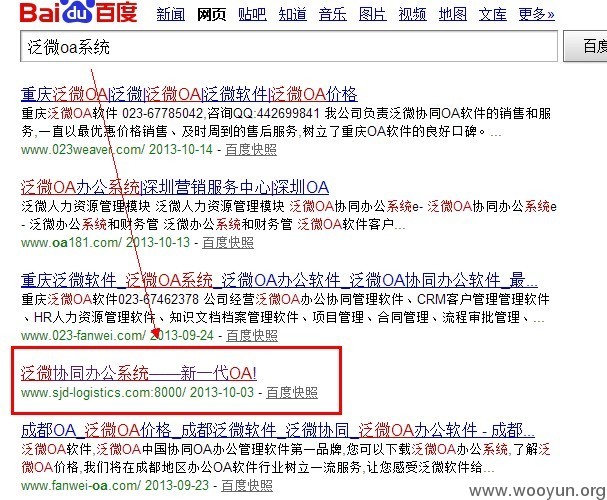 Bai du 百度 新闻 网页 贴吧 知道 音乐 图片 视频 地图 文库 更多»
泛微oa系统 百度
重庆泛微OA|泛微|泛微OA|泛微软件|泛微OA价格
重庆泛微OA软件 023-67785042,咨询QQ:442699841 我公司负责泛微协同OA软件的销售和服
务,一直以最优惠价格销售、及时周到的售后服务,树立了重庆OA软件的良好口碑。...
www.023weaver.com/ 2013-10-14 - 百度快照
泛微OA办公系统|深圳营销服务中心|深圳OA
泛微人力资源管理模块 泛微人力资源管理模块 泛微OA协同办公系统e- 泛微OA协同办公系统e
- 泛微办公系统和财务管 泛微办公系统和财务管 泛微OA软件客户...
www.oa181.com/ 2013-10-13 - 百度快照
重庆泛微软件_泛微OA系统_泛微OA办公软件_泛微OA协同办公软件_最...
重庆泛微OA软件023-67462378 公司经营泛微OA办公协同管理软件、CRM客户管理管理软件
、HR人力资源管理软件、知识文档档案管理软件、项目管理、合同管理、流程审批管理、...
www.023-fanwei.com/ 2013-09-24 - 百度快照
泛微协同办公系统——新一代OA!
www.sjd-logistics.com:8000/ 2013-10-03 - 百度快照
成都OA_泛微OA价格_成都泛微软件_泛微协同_泛微OA办公软件 - 成都...
泛微OA软件,泛微OA中国协同OA办公管理软件第一品牌,您可以下载泛微OA办公系统,了解泛
微OA价格,我们将在成都地区办公OA软件行业树立一流服务,让您感受泛微软件给...
www.fanwei-oa.com/ 2013-09-23 - 百度快照
www.wooyun.org